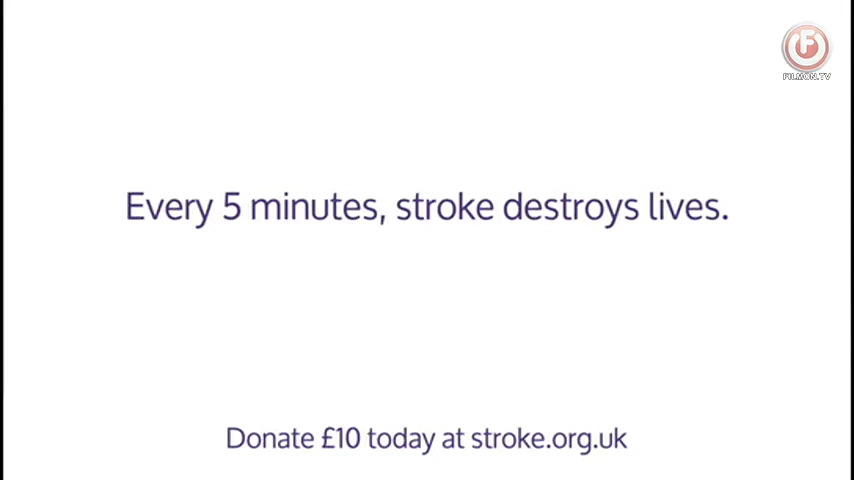 FILMON.TV
Every 5 minutes, stroke destroys lives.
Donate £10 today at stroke.org.uk